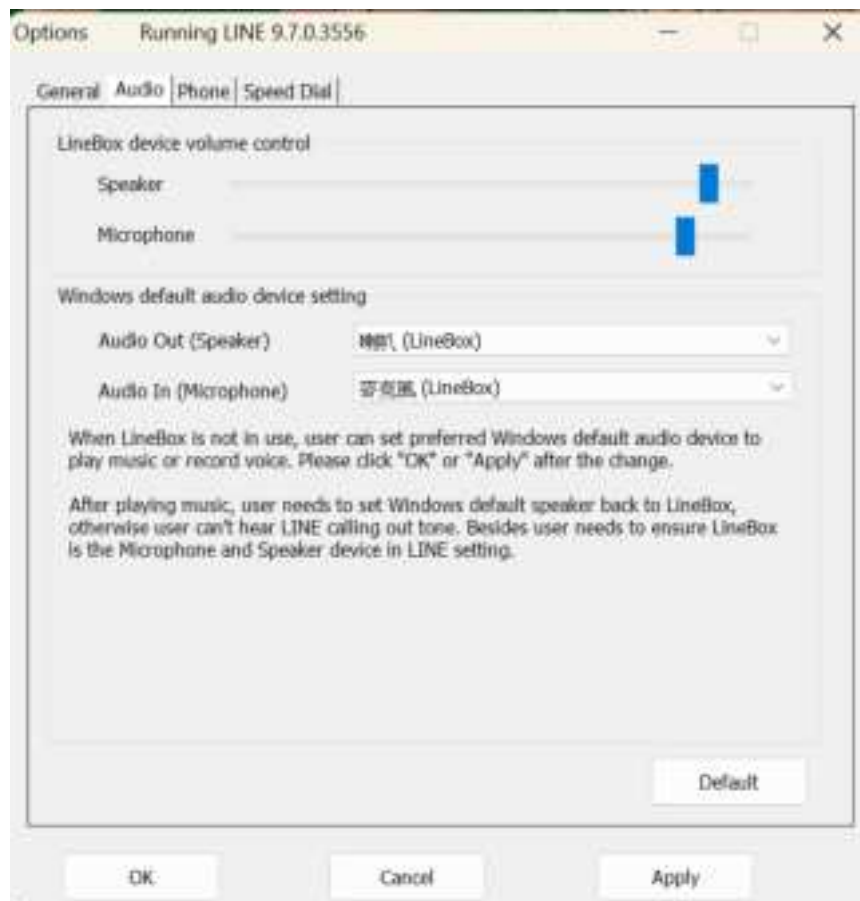 Options Running LINE 9.7.0.3556
General Audio Phone Speed Dial
LineBox device volume control
Speaker
Microphone
Windows default audio device setting
Audio Out (Speaker) 喇叭 (LineBox)
Audio In (Microphone) 麥克風 (LineBox)
When LineBox is not in use, user can set preferred Windows default audio device to
play music or record voice. Please click "OK" or "Apply" after the change.
After playing music, user needs to set Windows default speaker back to LineBox,
otherwise user can't hear LINE calling out tone. Besides user needs to ensure LineBox
is the Microphone and Speaker device in LINE setting.
Default
OK Cancel Apply